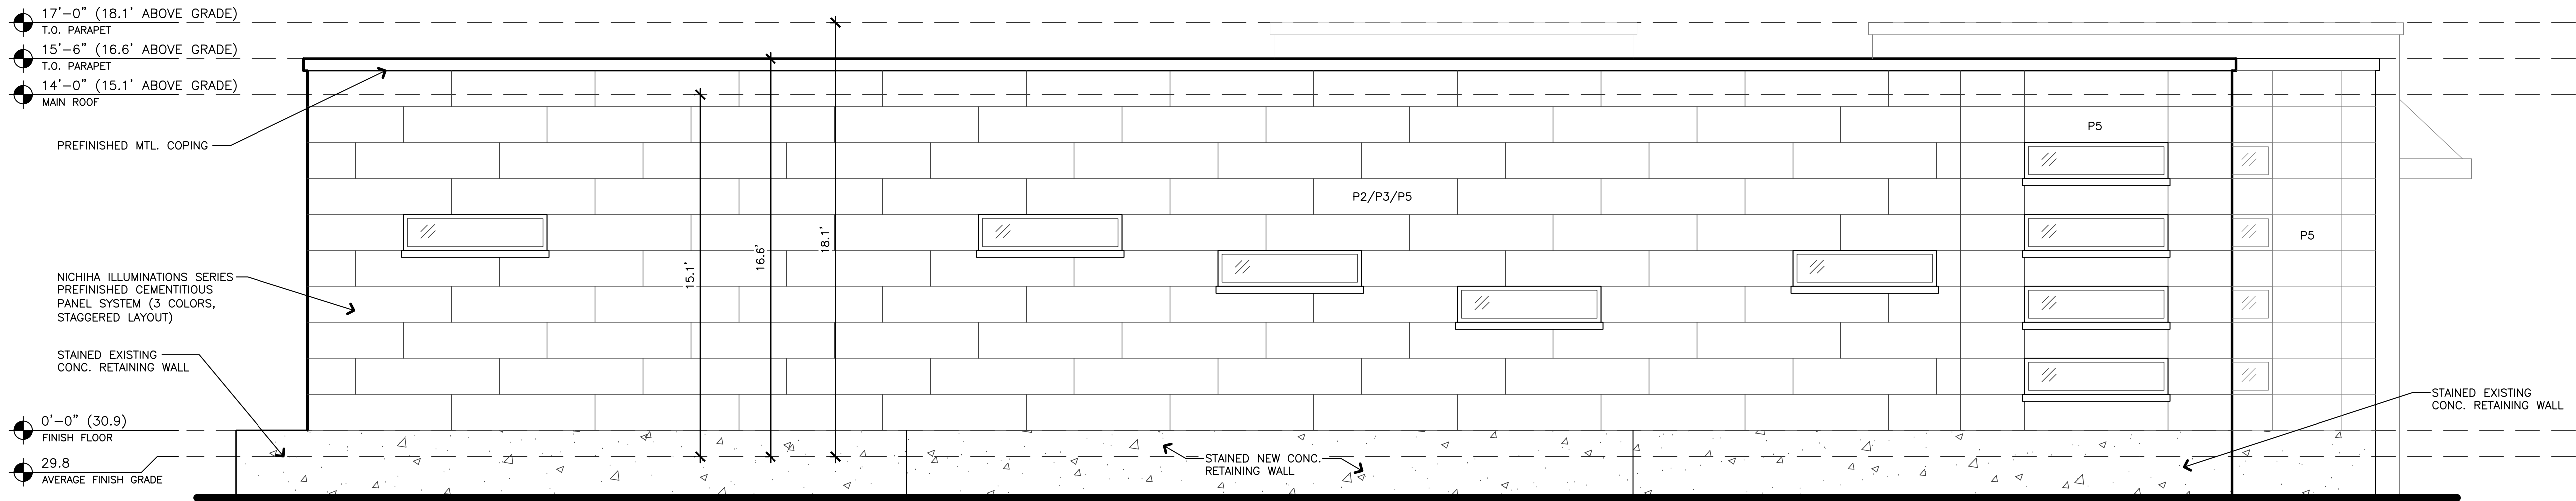 17'-0" (18.1' ABOVE GRADE)
T.O. PARAPET
15'-6" (16.6' ABOVE GRADE)
T.O. PARAPET
14'-0" (15.1' ABOVE GRADE)
MAIN ROOF
PREFINISHED MTL. COPING
NICHIHA ILLUMINATIONS SERIES
PREFINISHED CEMENTITIOUS
PANEL SYSTEM (3 COLORS,
STAGGERED LAYOUT)
STAINED EXISTING
CONC. RETAINING WALL
0'-0" (30.9)
FINISH FLOOR
29.8
AVERAGE FINISH GRADE
15.1'
16.6'
18.1'
P2/P3/P5
P5
P5
STAINED NEW CONC.
RETAINING WALL
STAINED EXISTING
CONC. RETAINING WALL